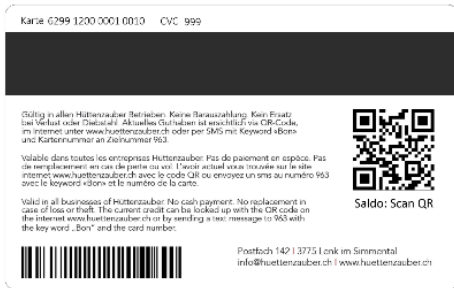 Karte 6299 1200 0001 0010 CVC 999
Gültig in allen Hüttenzauber Betrieben. Keine Barauszahlung. Kein Ersatz
bei Verlust oder Diebstahl. Aktuelles Guthaben ist ersichtlich via QR-Code,
im Internet unter www.huettenzauber.ch oder per SMS mit Keyword «Bon»
und Kartennummer an Zielnummer 963.
Valable dans toutes les entreprises Hüttenzauber. Pas de paiement en espèce. Pas
de remplacement en cas de perte ou vol. L'avoir actuel vous trouvée sur le site
internet www.huettenzauber.ch avec le code QR ou envoyez un sms au numéro 963
avec le keyword «Bon» et le numéro de la carte.
Valid in all businesses of Hüttenzauber. No cash payment. No replacement in
case of loss or theft. The current credit can be looked up with the QR code on
the internet www.huettenzauber.ch or by sending a text message to 963 with
the key word „Bon" and the card number.
Saldo: Scan QR
Postfach 142 I 3775 Lenk im Simmental
info@huettenzauber.ch I www.huettenzauber.ch